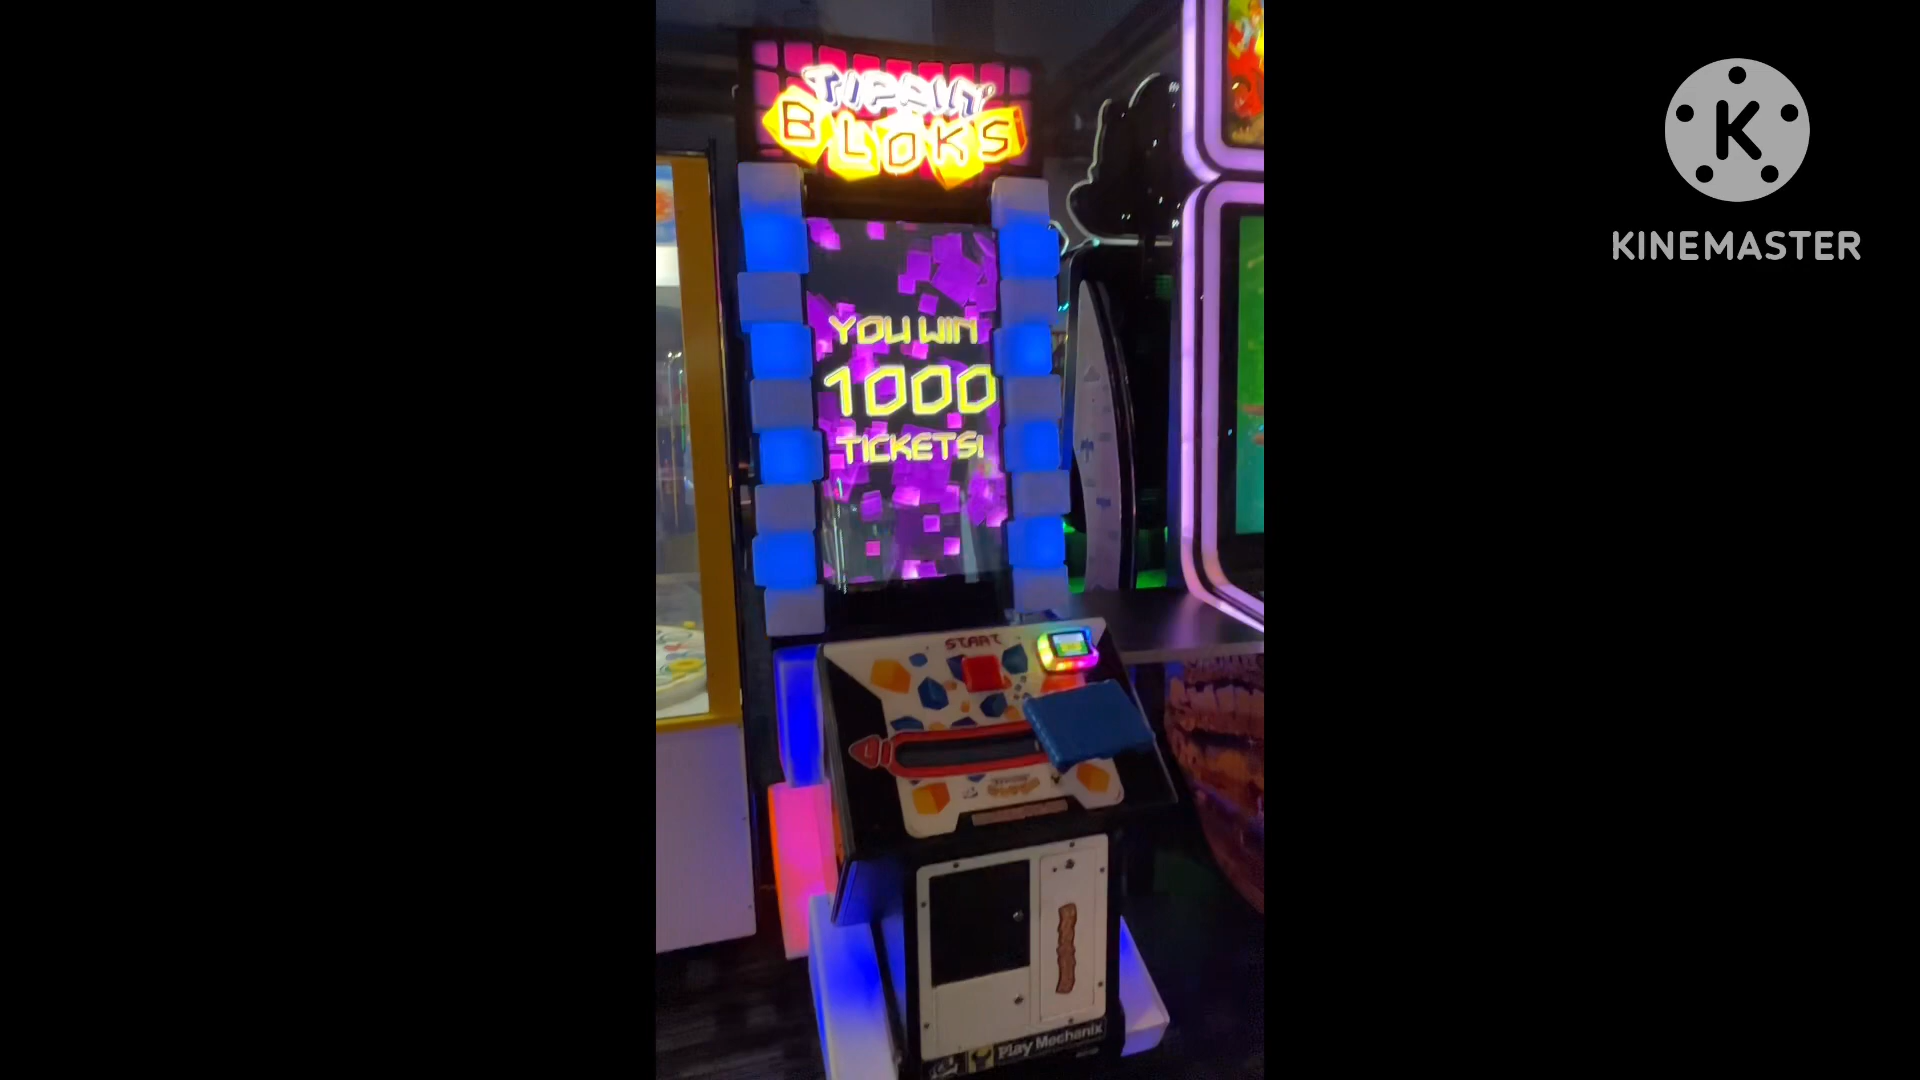 TIPPIN'
BLOKS
YOU WIN
1000
TICKETS!
START
Play Mechanix
K
KINEMASTER